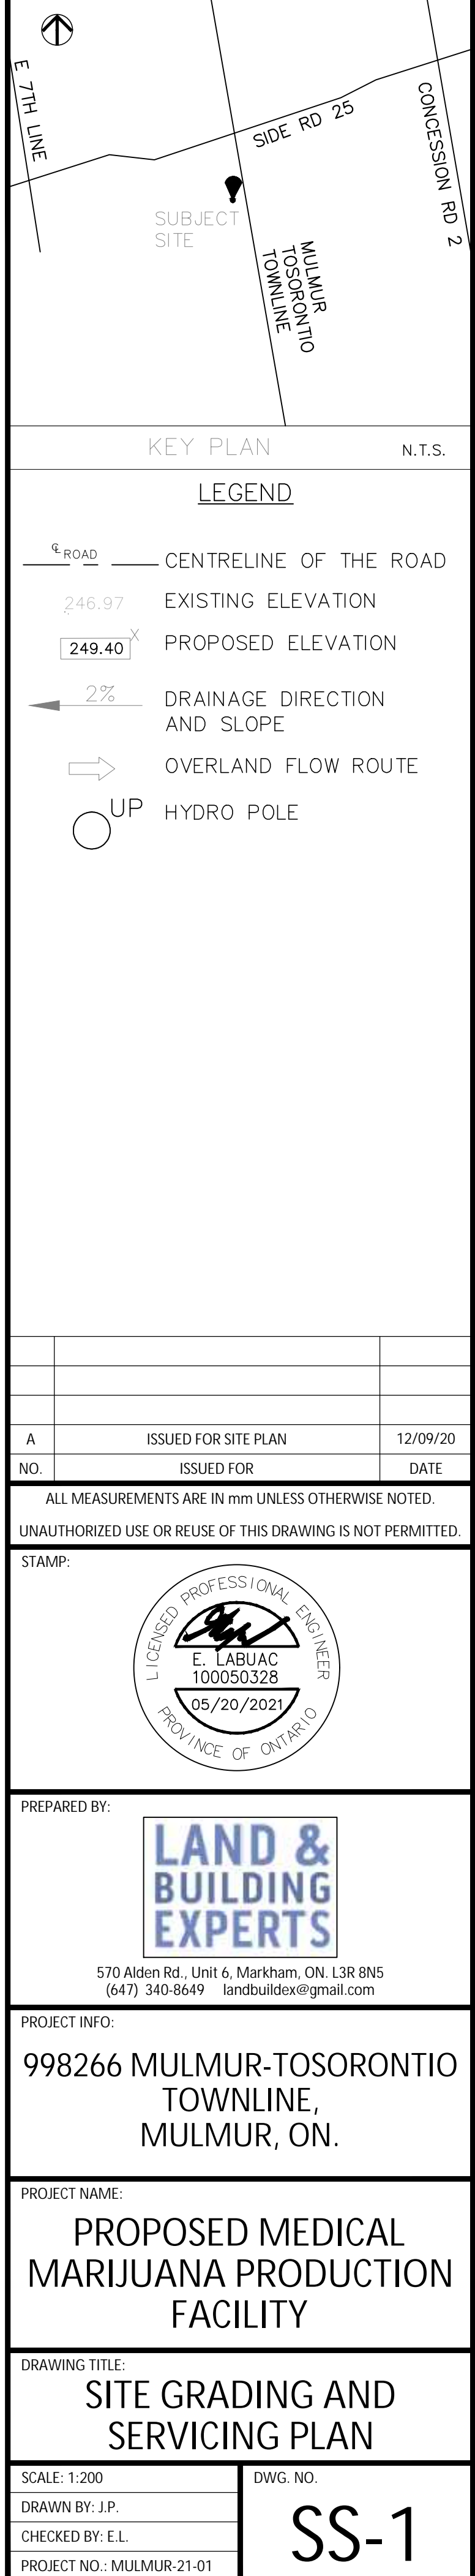 E 7TH LINE
SIDE RD 25
CONCESSION RD 2
SUBJECT
SITE
MULMUR
TOSORONTIO
TOWNLINE
KEY PLAN
N.T.S.
LEGEND
℄ ROAD
CENTRELINE OF THE ROAD
246.97
EXISTING ELEVATION
249.40 X
PROPOSED ELEVATION
2%
DRAINAGE DIRECTION
AND SLOPE
OVERLAND FLOW ROUTE
UP
HYDRO POLE
A ISSUED FOR SITE PLAN 12/09/20
NO. ISSUED FOR DATE
ALL MEASUREMENTS ARE IN mm UNLESS OTHERWISE NOTED.
UNAUTHORIZED USE OR REUSE OF THIS DRAWING IS NOT PERMITTED.
STAMP:
LICENSED PROFESSIONAL ENGINEER
E. LABUAC
100050328
05/20/2021
PROVINCE OF ONTARIO
PREPARED BY:
LAND &
BUILDING
EXPERTS
570 Alden Rd., Unit 6, Markham, ON. L3R 8N5
(647) 340-8649 landbuildex@gmail.com
PROJECT INFO:
998266 MULMUR-TOSORONTIO
TOWNLINE,
MULMUR, ON.
PROJECT NAME:
PROPOSED MEDICAL
MARIJUANA PRODUCTION
FACILITY
DRAWING TITLE:
SITE GRADING AND
SERVICING PLAN
SCALE: 1:200
DRAWN BY: J.P.
CHECKED BY: E.L.
PROJECT NO.: MULMUR-21-01
DWG. NO.
SS-1